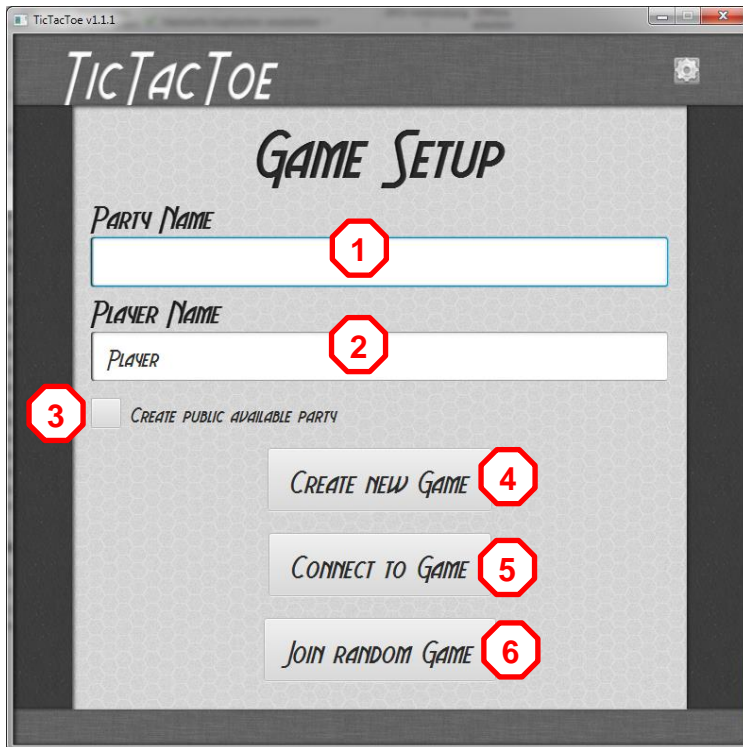 TicTacToe v1.1.1
TicTacToe
Game Setup
Party Name
1
Player Name
Player
2
3
Create public available party
Create new Game
4
Connect to Game
5
Join random Game
6